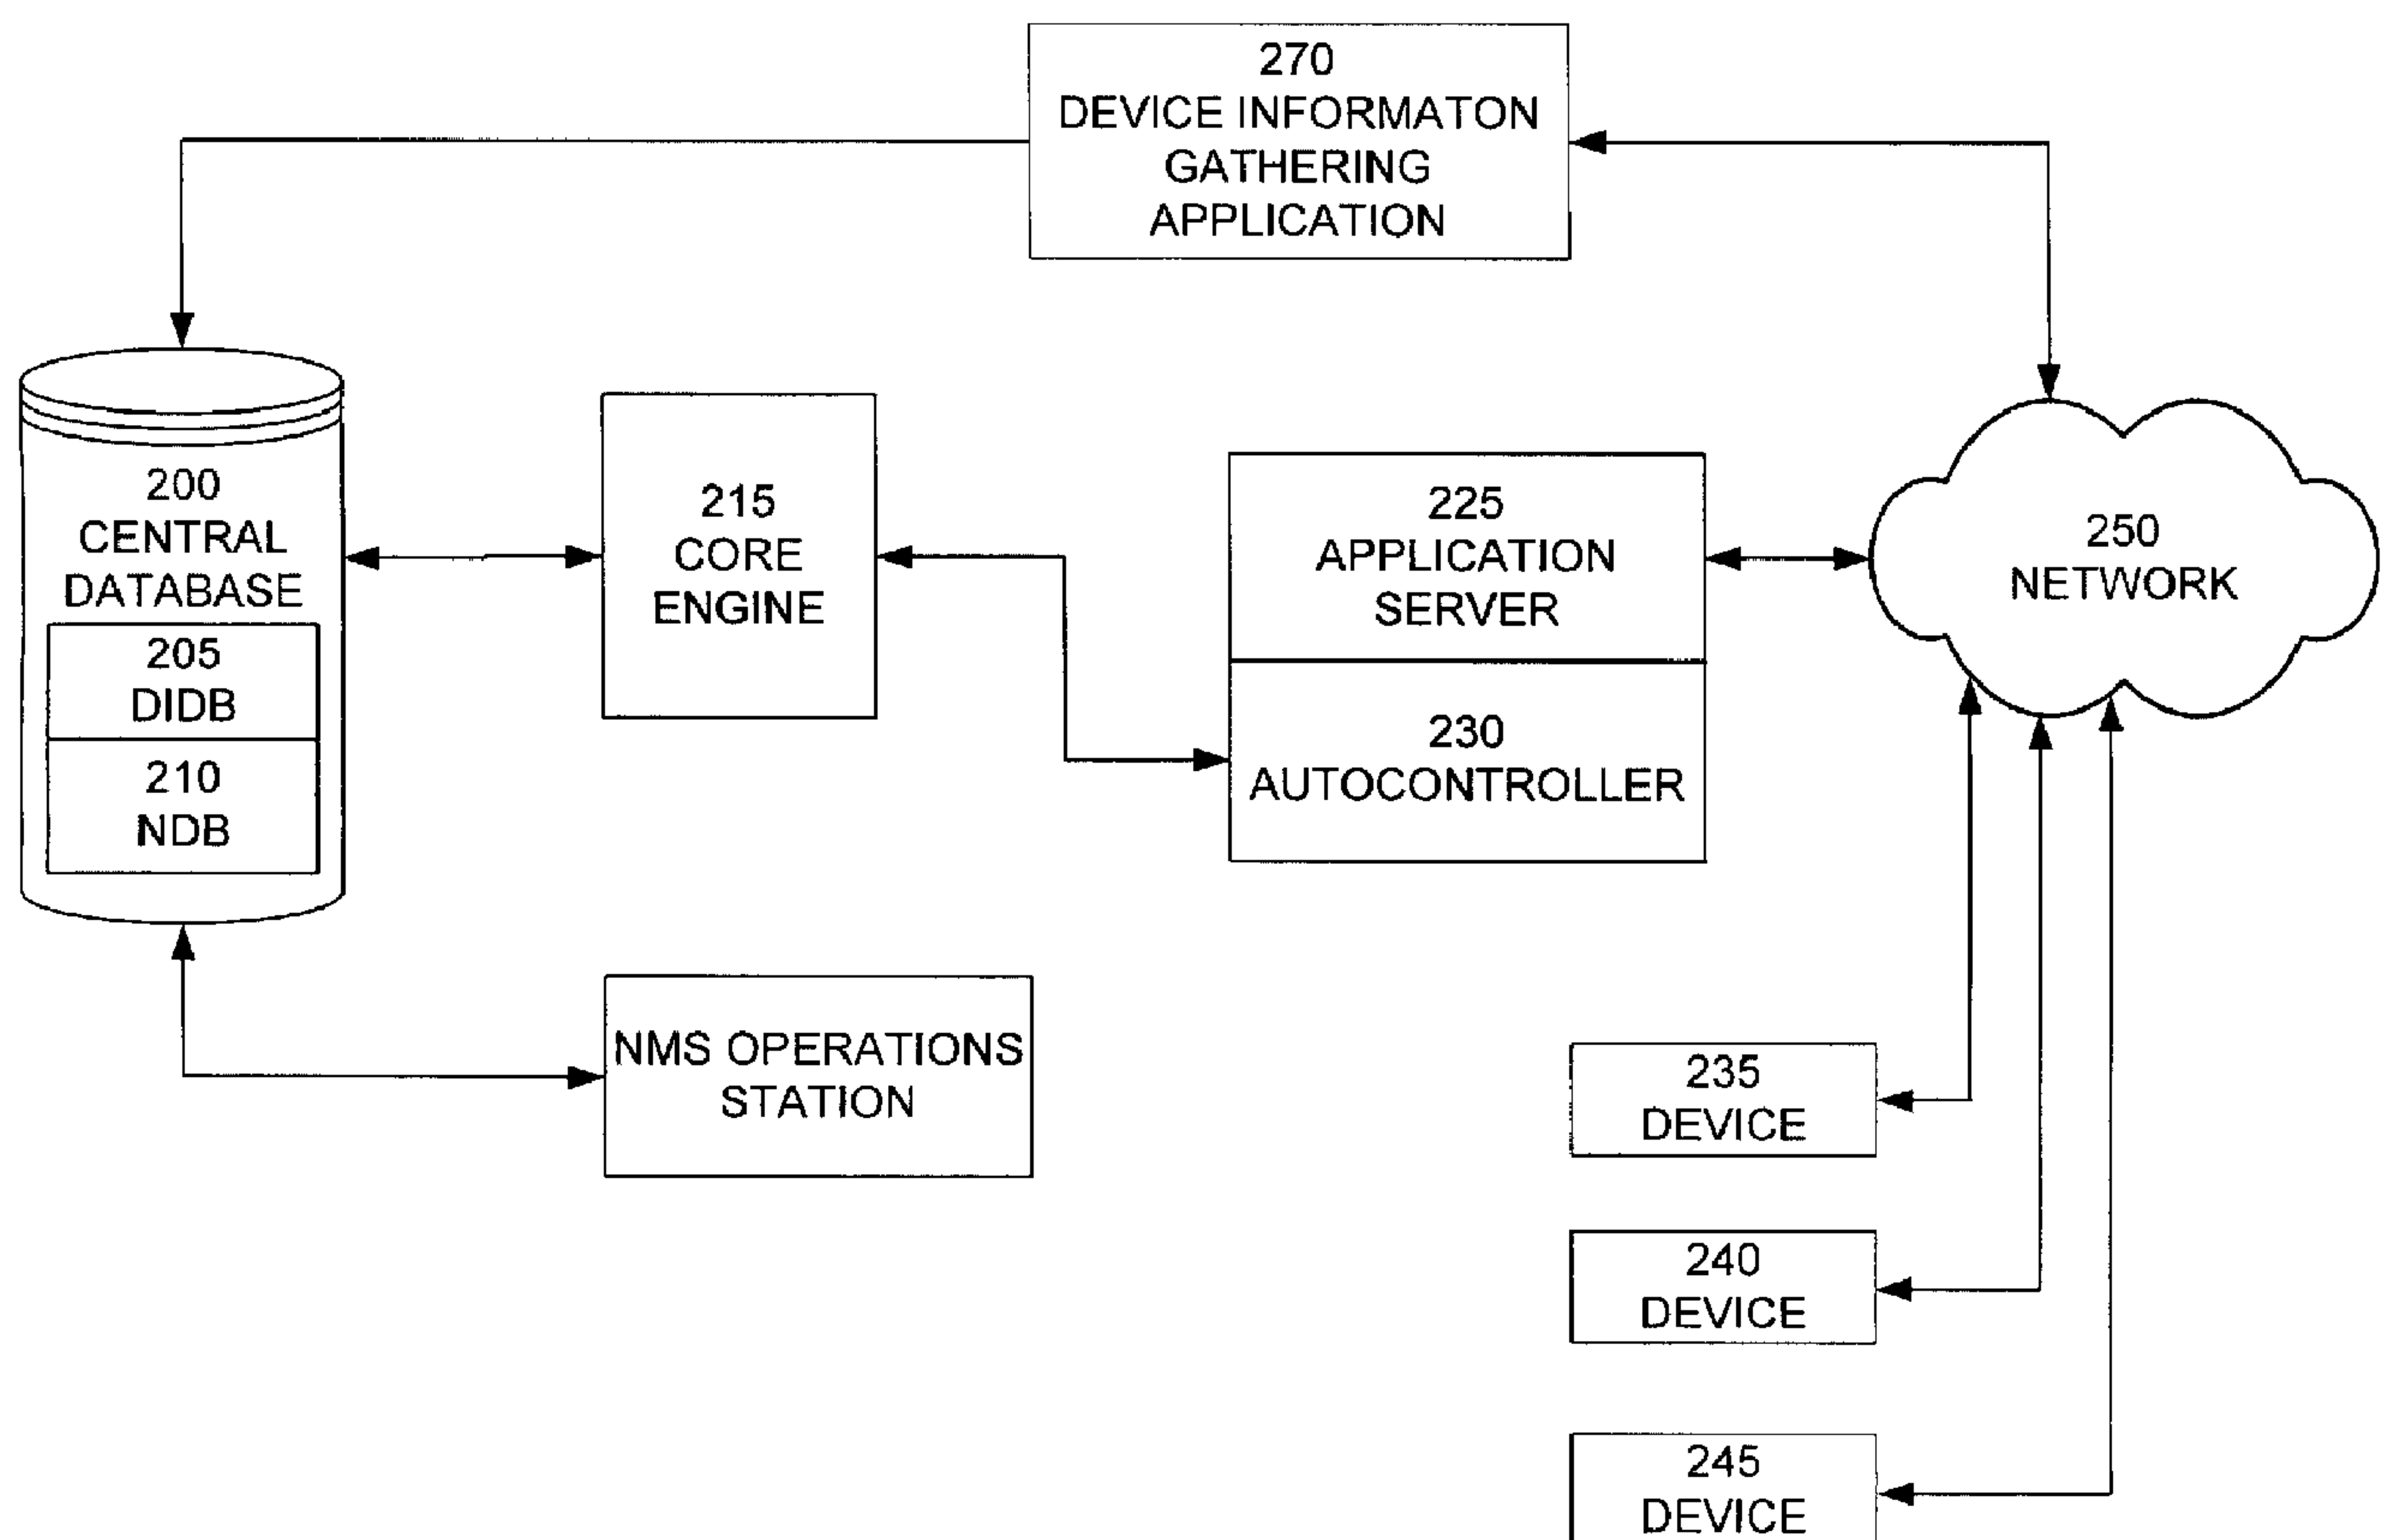 270
DEVICE INFORMATON
GATHERING
APPLICATION
200
CENTRAL
DATABASE
205
DIDB
210
NDB
215
CORE
ENGINE
225
APPLICATION
SERVER
230
AUTOCONTROLLER
250
NETWORK
NMS OPERATIONS
STATION
235
DEVICE
240
DEVICE
245
DEVICE